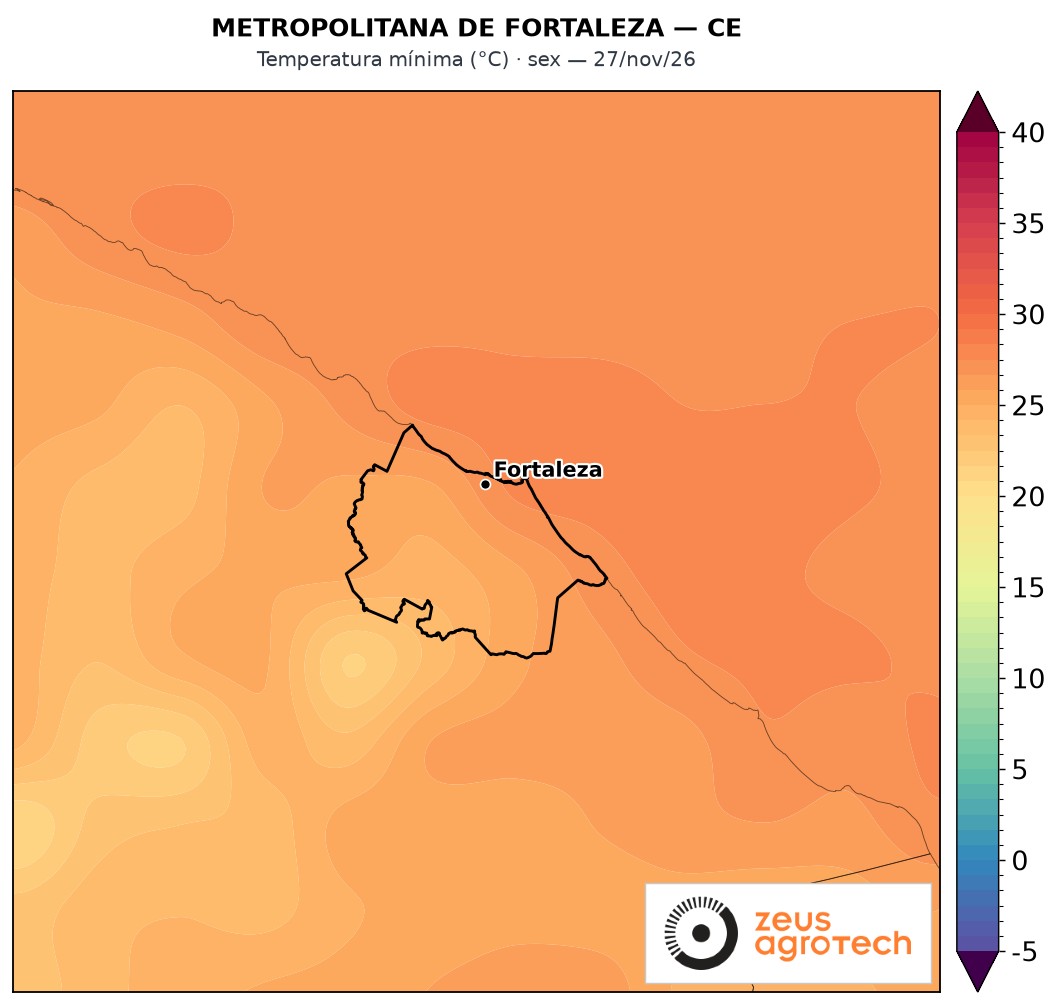 METROPOLITANA DE FORTALEZA — CE
Temperatura mínima (°C) · sex — 27/nov/26
40
35
30
25
20
15
10
5
0
-5
Fortaleza
zeus
agrotech